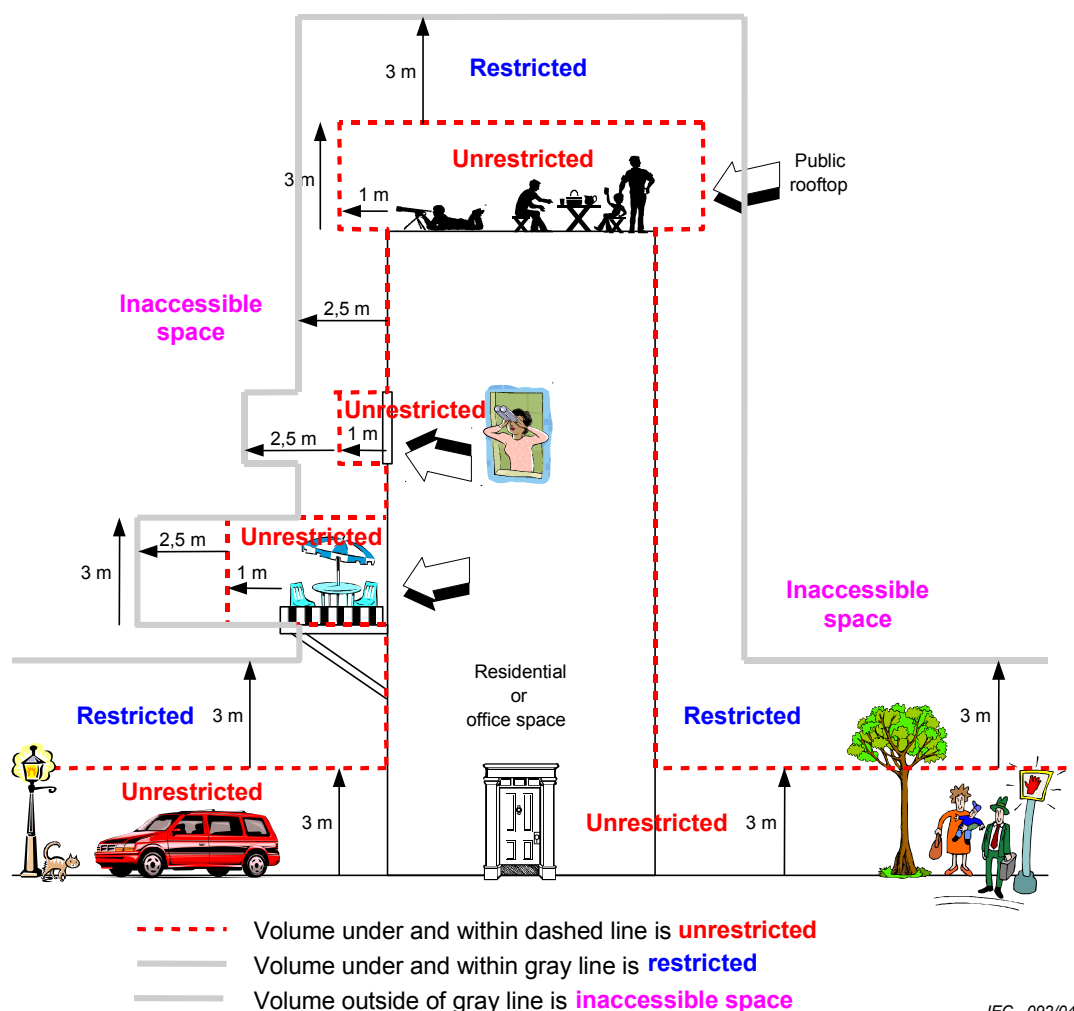 3 m
Restricted
Unrestricted
3 m
1 m
Public
rooftop
Inaccessible
space
2,5 m
Unrestricted
2,5 m
1 m
Unrestricted
2,5 m
3 m
1 m
Inaccessible
space
Residential
or
office space
Restricted
3 m
Restricted
3 m
Unrestricted
3 m
Unrestricted
3 m
Volume under and within dashed line is unrestricted
Volume under and within gray line is restricted
Volume outside of gray line is inaccessible space
IEC 092/04